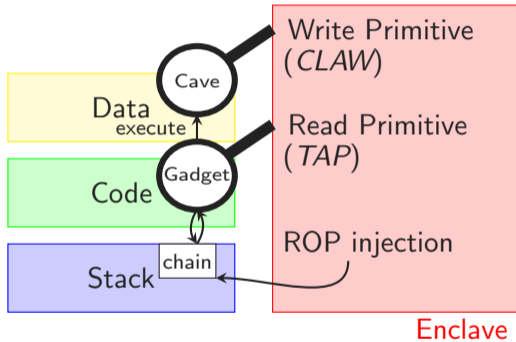 Write Primitive
(CLAW)
Cave
Data
execute
Read Primitive
(TAP)
Gadget
Code
ROP injection
chain
Stack
Enclave